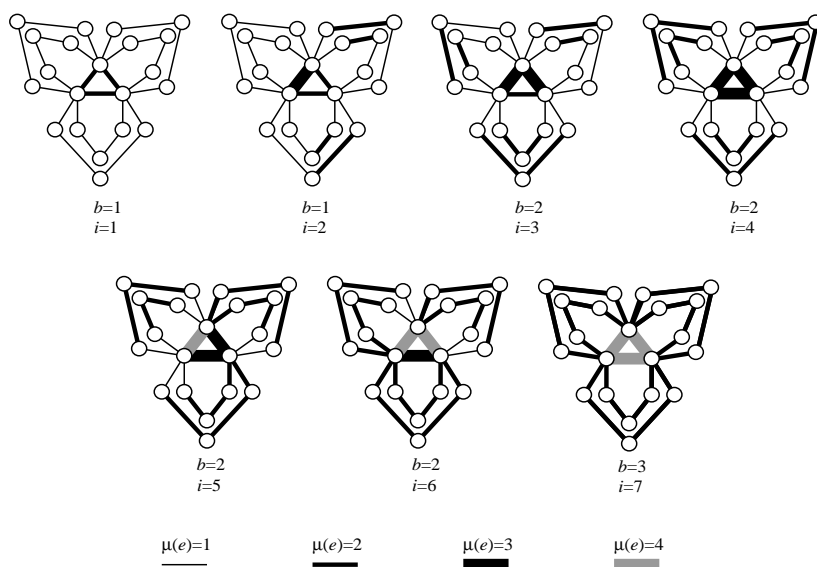 b=1 b=1 b=2 b=2
i=1 i=2 i=3 i=4
b=2 b=2 b=3
i=5 i=6 i=7
μ(e)=1 μ(e)=2 μ(e)=3 μ(e)=4